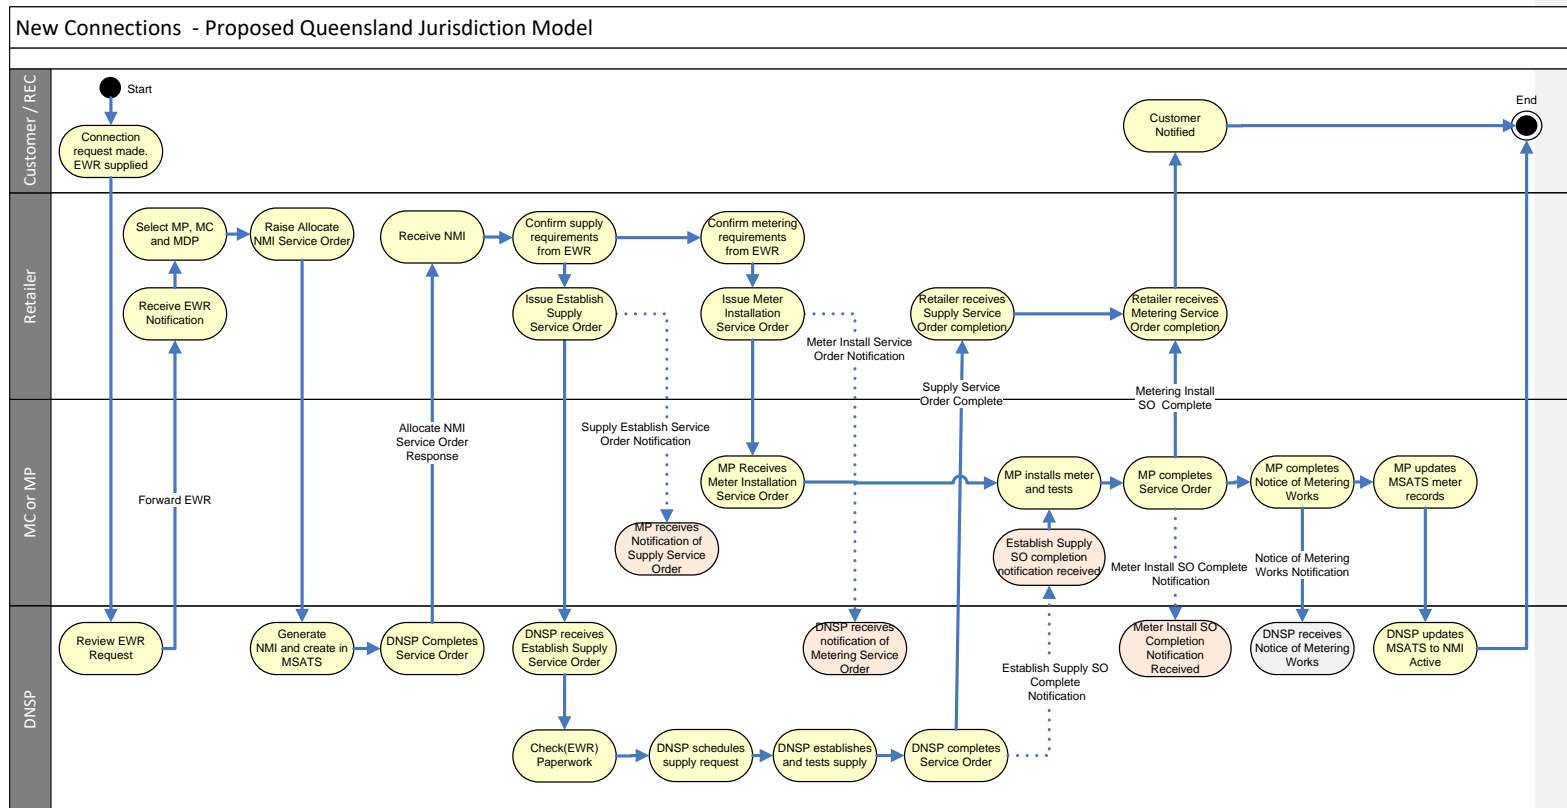 New Connections  - Proposed Queensland Jurisdiction Model
Customer / REC
Start
Connection
request made.
EWR supplied
Customer
Notified
End
Retailer
Select MP, MC
and MDP
Raise Allocate
NMI Service Order
Receive NMI
Confirm supply
requirements
from EWR
Confirm metering
requirements
from EWR
Receive EWR
Notification
Issue Establish
Supply
Service Order
Issue Meter
Installation
Service Order
Retailer receives
Supply Service
Order completion
Retailer receives
Metering Service
Order completion
Meter Install Service
Order Notification
Supply Service
Order Complete
Metering Install
SO  Complete
MC or MP
Allocate NMI
Service Order
Response
Supply Establish Service
Order Notification
Forward EWR
MP Receives
Meter Installation
Service Order
MP installs meter
and tests
MP completes
Service Order
MP completes
Notice of Metering
Works
MP updates
MSATS meter
records
MP receives
Notification of
Supply Service
Order
Establish Supply
SO completion
notification received
Meter Install SO Complete
Notification
Notice of Metering
Works Notification
DNSP
Review EWR
Request
Generate
NMI and create in
MSATS
DNSP Completes
Service Order
DNSP receives
Establish Supply
Service Order
DNSP receives
notification of
Metering Service
Order
Establish Supply SO
Complete
Notification
Meter Install SO
Completion
Notification
Received
DNSP receives
Notice of Metering
Works
DNSP updates
MSATS to NMI
Active
Check(EWR)
Paperwork
DNSP schedules
supply request
DNSP establishes
and tests supply
DNSP completes
Service Order